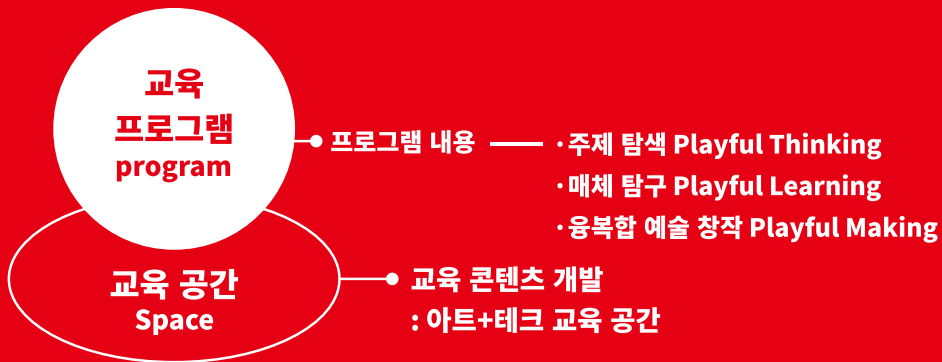 교육
프로그램
program
프로그램 내용
·주제 탐색 Playful Thinking
·매체 탐구 Playful Learning
·융복합 예술 창작 Playful Making
교육 공간
Space
교육 콘텐츠 개발
: 아트+테크 교육 공간